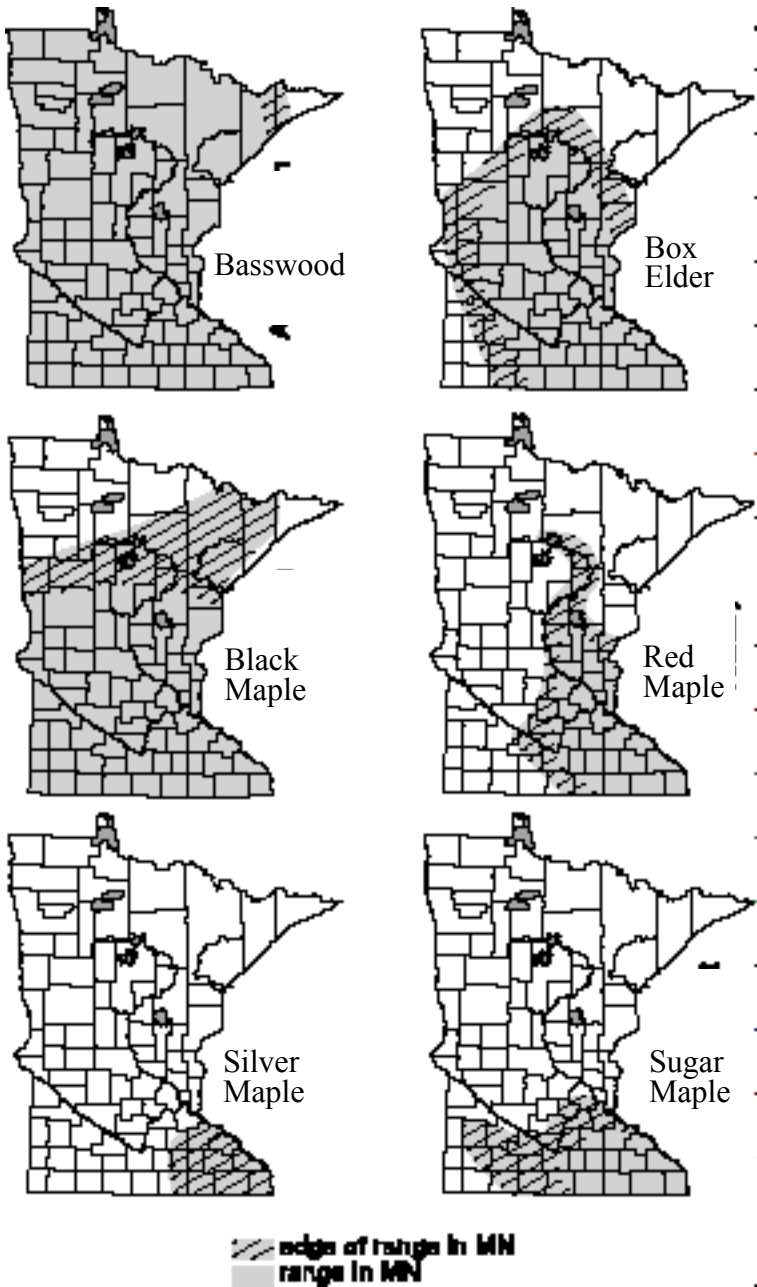 Basswood
Box
Elder
Black
Maple
Red
Maple
Silver
Maple
Sugar
Maple
edge of range in MN
range in MN